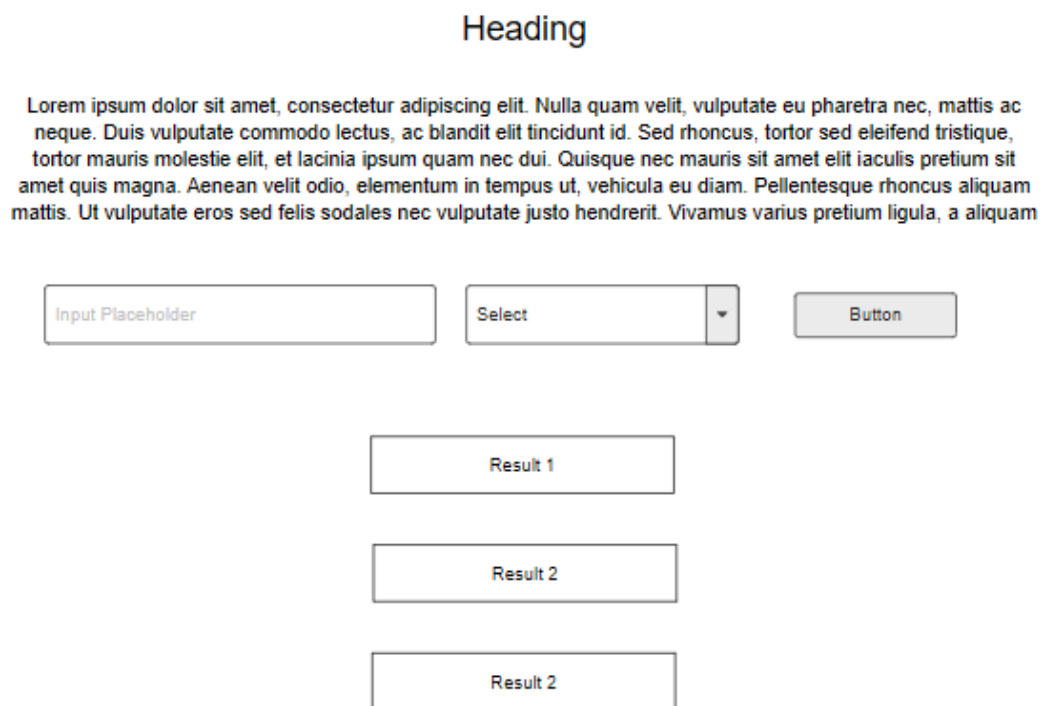 Heading
Lorem ipsum dolor sit amet, consectetur adipiscing elit. Nulla quam velit, vulputate eu pharetra nec, mattis ac
neque. Duis vulputate commodo lectus, ac blandit elit tincidunt id. Sed rhoncus, tortor sed eleifend tristique,
tortor mauris molestie elit, et lacinia ipsum quam nec dui. Quisque nec mauris sit amet elit iaculis pretium sit
amet quis magna. Aenean velit odio, elementum in tempus ut, vehicula eu diam. Pellentesque rhoncus aliquam
mattis. Ut vulputate eros sed felis sodales nec vulputate justo hendrerit. Vivamus varius pretium ligula, a aliquam
Input Placeholder Select Button
Result 1
Result 2
Result 2